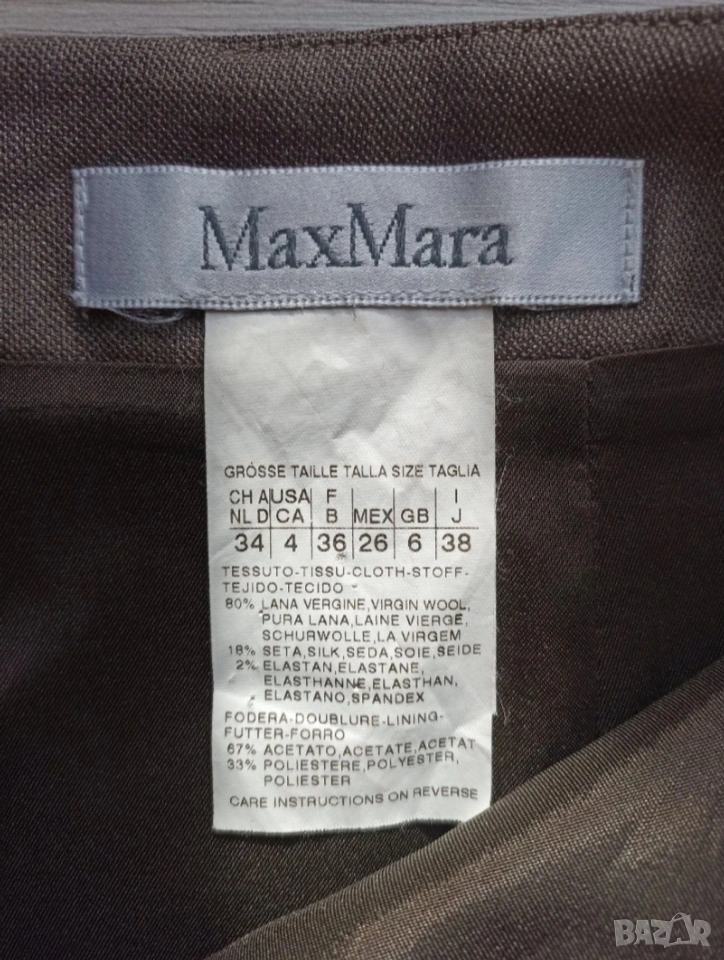 MaxMara
GRÖSSE TAILLE TALLA SIZE TAGLIA
CH A USA F I
NL D CA B MEX GB J
34 4 36 26 6 38
TESSUTO-TISSU-CLOTH-STOFF-
TEJIDO-TECIDO
80% LANA VERGINE,VIRGIN WOOL,
PURA LANA,LAINE VIERGE,
SCHURWOLLE,LA VIRGEM
18% SETA,SILK,SEDA,SOIE,SEIDE
2% ELASTAN,ELASTANE,
ELASTHANNE,ELASTHAN,
ELASTANO,SPANDEX
FODERA-DOUBLURE-LINING-
FUTTER-FORRO
67% ACETATO,ACETATE,ACETAT
33% POLIESTERE,POLYESTER,
POLIESTER
CARE INSTRUCTIONS ON REVERSE
BAZAR